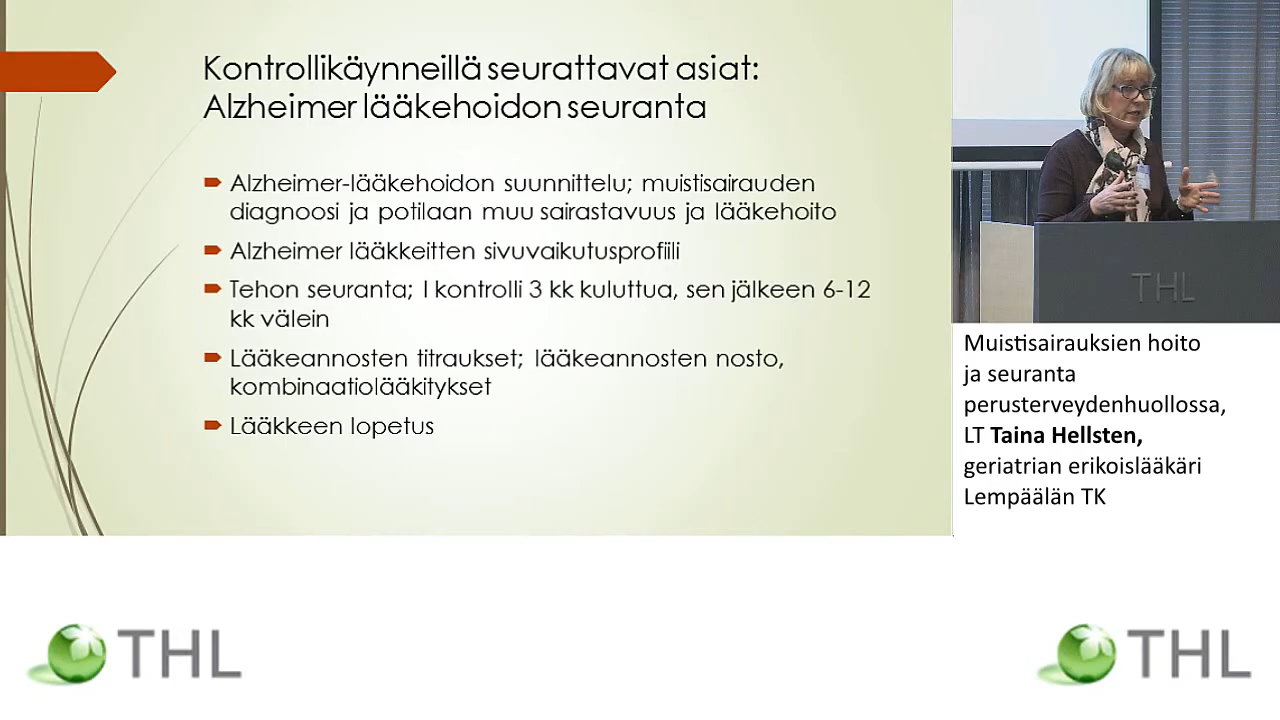 Kontrollikäynneillä seurattavat asiat:
Alzheimer lääkehoidon seuranta
Alzheimer-lääkehoidon suunnittelu; muistisairauden
diagnoosi ja potilaan muu sairastavuus ja lääkehoito
Alzheimer lääkkeitten sivuvaikutusprofiili
Tehon seuranta; I kontrolli 3 kk kuluttua, sen jälkeen 6-12
kk välein
Lääkeannosten titraukset; lääkeannosten nosto,
kombinaatiolääkitykset
Lääkkeen lopetus
THL
Muistisairauksien hoito
ja seuranta
perusterveydenhuollossa,
LT Taina Hellsten,
geriatrian erikoislääkäri
Lempäälän TK
THL
THL